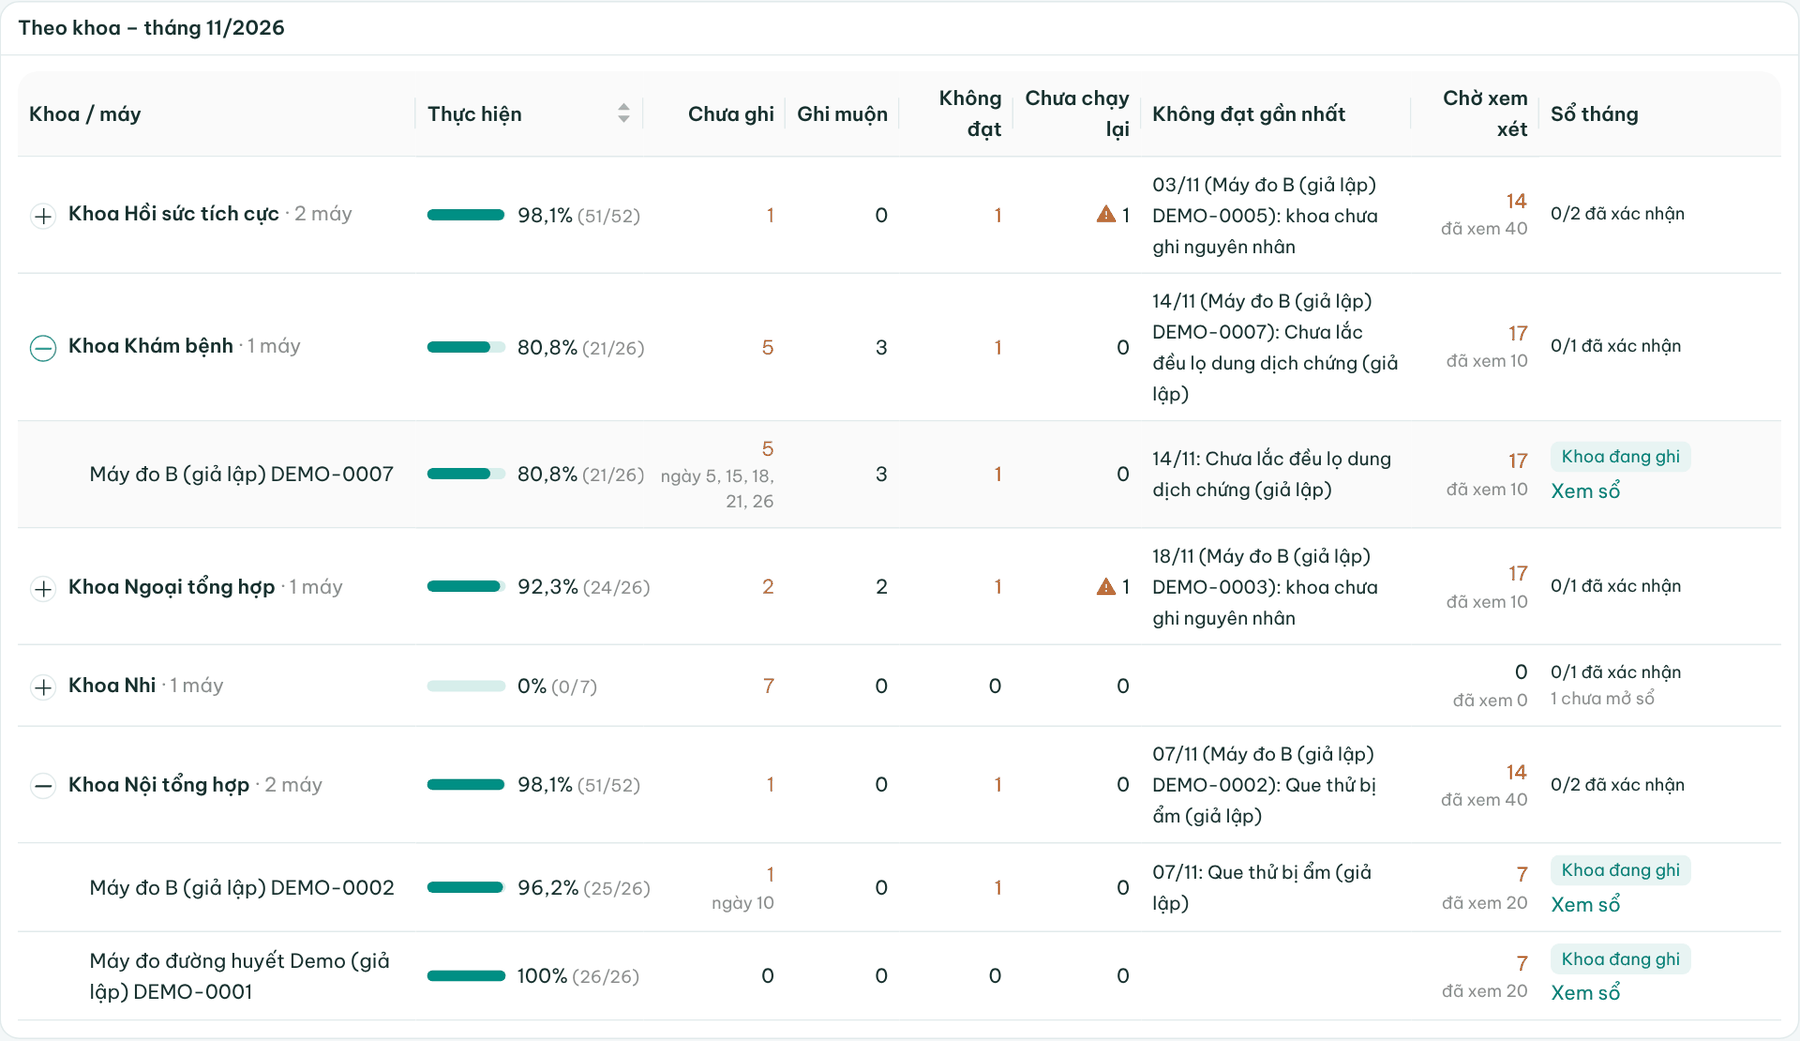 Theo khoa – tháng 11/2026
Khoa / máy Thực hiện Chưa ghi Ghi muộn Không đạt Chưa chạy lại Không đạt gần nhất Chờ xem xét Sổ tháng
Khoa Hồi sức tích cực · 2 máy 98,1% (51/52) 1 0 1 1
03/11 (Máy đo B (giả lập)
DEMO-0005): khoa chưa
ghi nguyên nhân
14
đã xem 40
0/2 đã xác nhận
Khoa Khám bệnh · 1 máy 80,8% (21/26) 5 3 1 0
14/11 (Máy đo B (giả lập)
DEMO-0007): Chưa lắc
đều lọ dung dịch chứng (giả
lập)
17
đã xem 10
0/1 đã xác nhận
Máy đo B (giả lập) DEMO-0007 80,8% (21/26)
5
ngày 5, 15, 18,
21, 26
3 1 0
14/11: Chưa lắc đều lọ dung
dịch chứng (giả lập)
17
đã xem 10
Khoa đang ghi
Xem sổ
Khoa Ngoại tổng hợp · 1 máy 92,3% (24/26) 2 2 1 1
18/11 (Máy đo B (giả lập)
DEMO-0003): khoa chưa
ghi nguyên nhân
17
đã xem 10
0/1 đã xác nhận
Khoa Nhi · 1 máy 0% (0/7) 7 0 0 0
0
đã xem 0
0/1 đã xác nhận
1 chưa mở sổ
Khoa Nội tổng hợp · 2 máy 98,1% (51/52) 1 0 1 0
07/11 (Máy đo B (giả lập)
DEMO-0002): Que thử bị
ẩm (giả lập)
14
đã xem 40
0/2 đã xác nhận
Máy đo B (giả lập) DEMO-0002 96,2% (25/26)
1
ngày 10
0 1 0
07/11: Que thử bị ẩm (giả
lập)
7
đã xem 20
Khoa đang ghi
Xem sổ
Máy đo đường huyết Demo (giả
lập) DEMO-0001
100% (26/26) 0 0 0 0
7
đã xem 20
Khoa đang ghi
Xem sổ